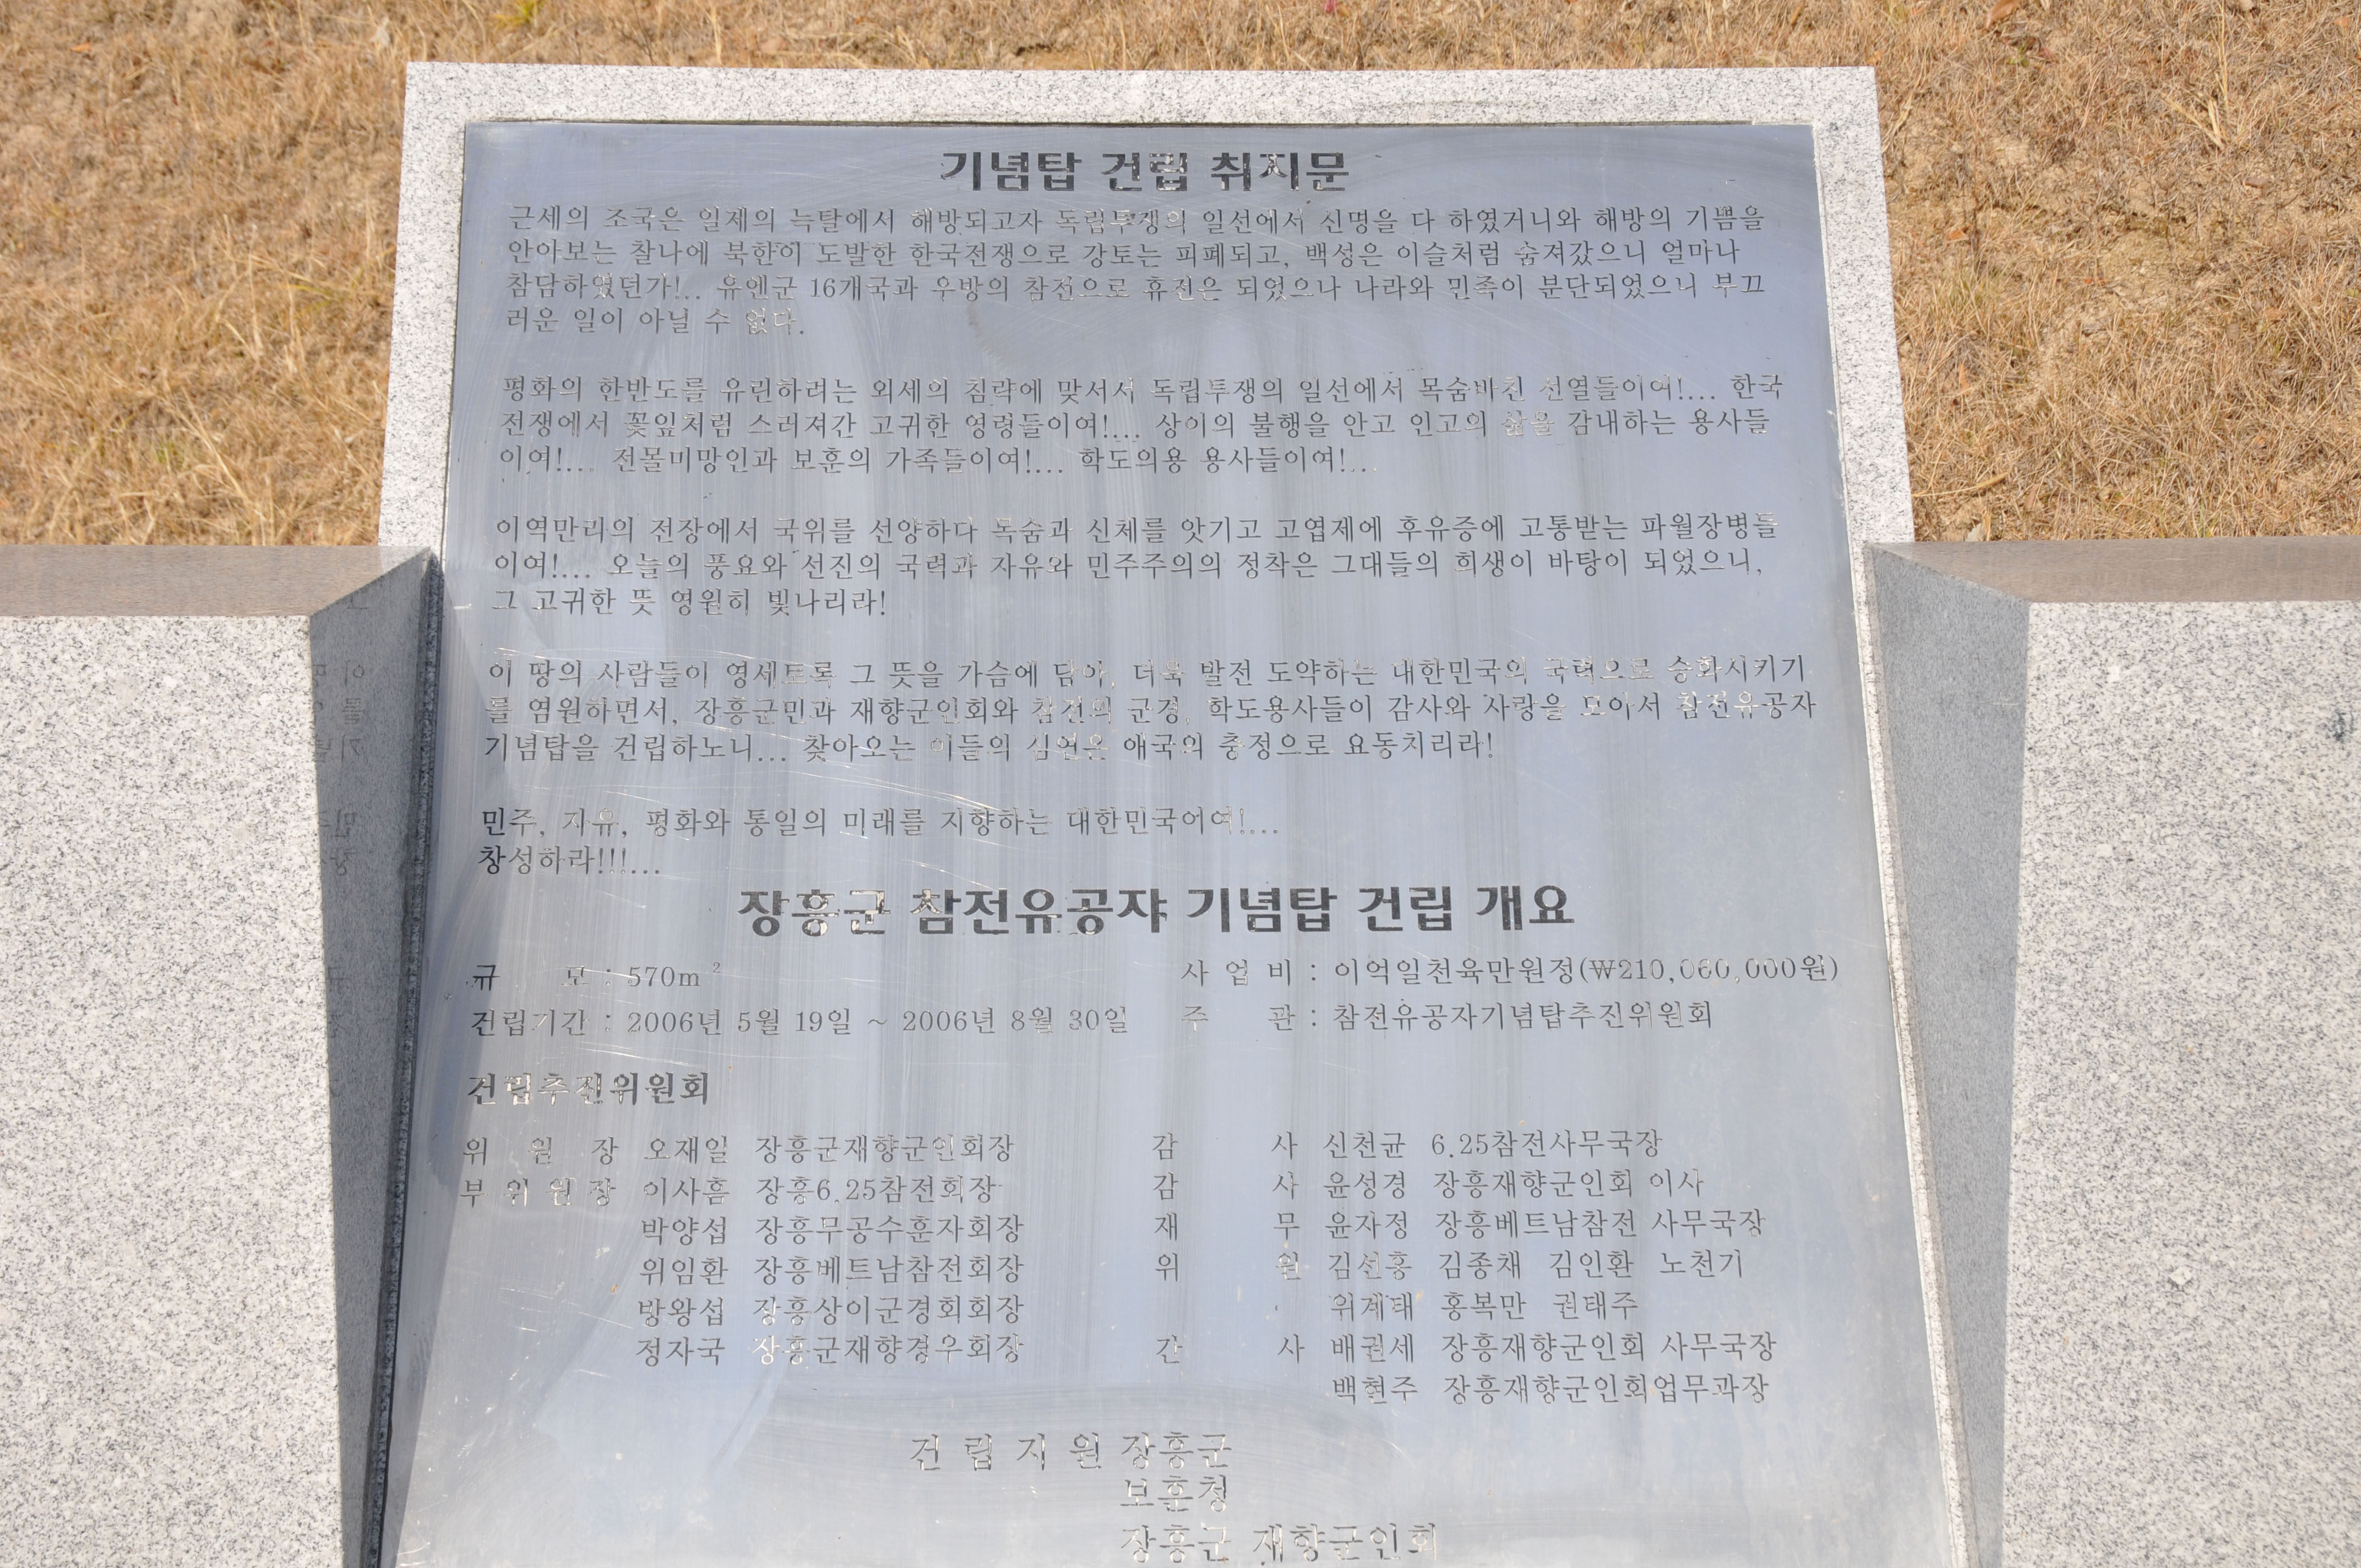 기념탑 건립 취지문
근세의 조국은 일제의 늑탈에서 해방되고자 독립투쟁의 일선에서 신명을 다 하였거니와 해방의 기쁨을
안아보는 찰나에 북한이 도발한 한국전쟁으로 강토는 피폐되고, 백성은 이슬처럼 숨져갔으니 얼마나
참담하였던가!... 유엔군 16개국과 우방의 참전으로 휴전은 되었으나 나라와 민족이 분단되었으니 부끄
러운 일이 아닐 수 없다.
평화의 한반도를 유린하려는 외세의 침략에 맞서서 독립투쟁의 일선에서 목숨바친 선열들이여!... 한국
전쟁에서 꽃잎처럼 스러져간 고귀한 영령들이여!... 상이의 불행을 안고 인고의 삶을 감내하는 용사들
이여!... 전몰미망인과 보훈의 가족들이여!... 학도의용 용사들이여!...
이역만리의 전장에서 국위를 선양하다 목숨과 신체를 앗기고 고엽제에 후유증에 고통받는 파월장병들
이여!... 오늘의 풍요와 선진의 국력과 자유와 민주주의의 정착은 그대들의 희생이 바탕이 되었으니,
그 고귀한 뜻 영원히 빛나리라!
이 땅의 사람들이 영세토록 그 뜻을 가슴에 담아, 더욱 발전 도약하는 대한민국의 국력으로 승화시키기
를 염원하면서, 장흥군민과 재향군인회와 참전의 군경, 학도용사들이 감사와 사랑을 모아서 참전유공자
기념탑을 건립하노니... 찾아오는 이들의 심연은 애국의 충정으로 요동치리라!
민주, 자유, 평화와 통일의 미래를 지향하는 대한민국이여!...
창성하라!!!...
장흥군 참전유공자 기념탑 건립 개요
규 모 : 570m² 사 업 비 : 이억일천육만원정(₩210,060,000원)
건립기간 : 2006년 5월 19일 ~ 2006년 8월 30일 주 관 : 참전유공자기념탑추진위원회
건립추진위원회
위 원 장 오재일 장흥군재향군인회장 감 사 신천균 6.25참전사무국장
부 위 원 장 이사흠 장흥6.25참전회장 감 사 윤성경 장흥재향군인회 이사
박양섭 장흥무공수훈자회장 재 무 윤자정 장흥베트남참전 사무국장
위임환 장흥베트남참전회장 위 원 김선홍 김종채 김인환 노천기
방왕섭 장흥상이군경회회장 위계태 홍복만 권태주
정자국 장흥군재향경우회장 간 사 배권세 장흥재향군인회 사무국장
백현주 장흥재향군인회업무과장
건 립 지 원 장흥군
보훈청
장흥군 재향군인회